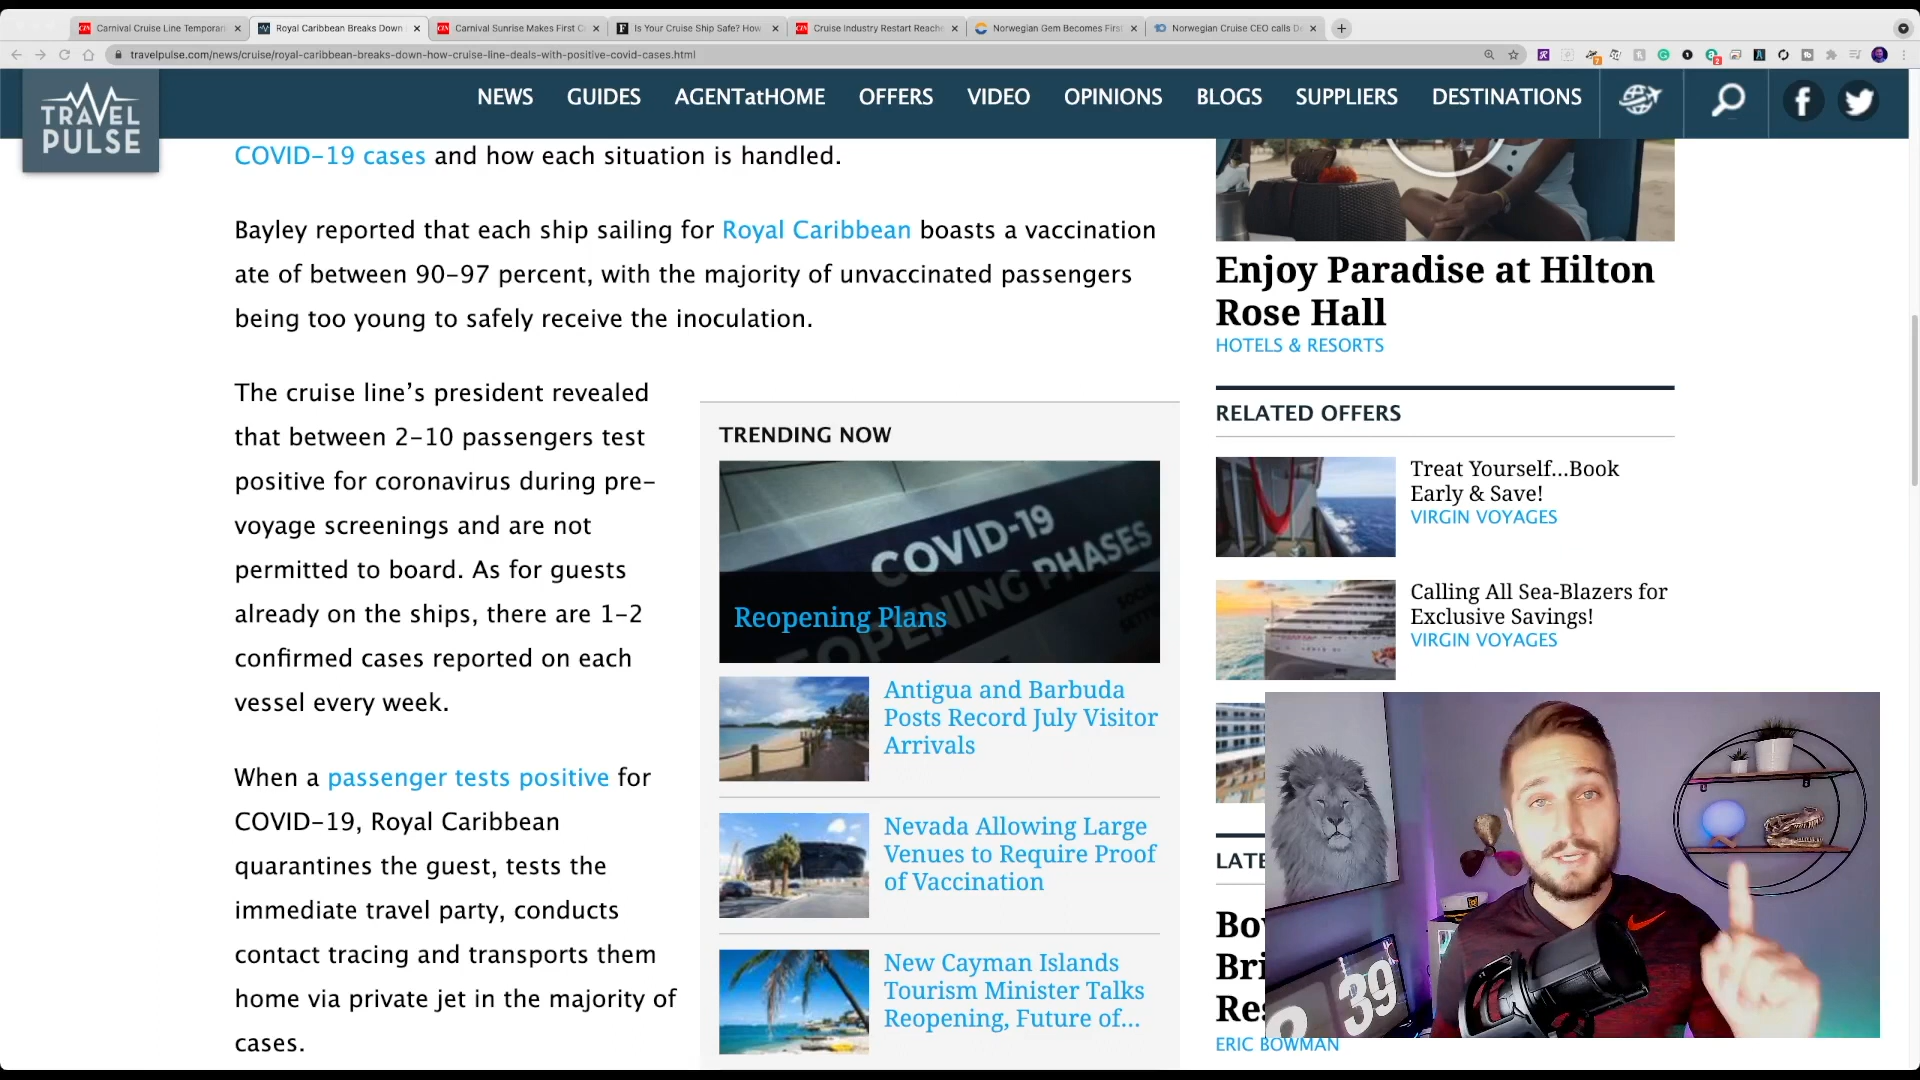 Carnival Cruise Line Temporar
Royal Caribbean Breaks Down
Carnival Sunrise Makes First C
Is Your Cruise Ship Safe? How
Cruise Industry Restart Reache
Norwegian Gem Becomes First
Norwegian Cruise CEO calls De
travelpulse.com/news/cruise/royal-caribbean-breaks-down-how-cruise-line-deals-with-positive-covid-cases.html
TRAVEL
PULSE
NEWS GUIDES AGENTatHOME OFFERS VIDEO OPINIONS BLOGS SUPPLIERS DESTINATIONS
COVID-19 cases and how each situation is handled.
Bayley reported that each ship sailing for Royal Caribbean boasts a vaccination
ate of between 90-97 percent, with the majority of unvaccinated passengers
being too young to safely receive the inoculation.
The cruise line’s president revealed
that between 2-10 passengers test
positive for coronavirus during pre-
voyage screenings and are not
permitted to board. As for guests
already on the ships, there are 1-2
confirmed cases reported on each
vessel every week.
When a passenger tests positive for
COVID-19, Royal Caribbean
quarantines the guest, tests the
immediate travel party, conducts
contact tracing and transports them
home via private jet in the majority of
cases.
TRENDING NOW
COVID-19
OPENING PHASES
Reopening Plans
Antigua and Barbuda
Posts Record July Visitor
Arrivals
Nevada Allowing Large
Venues to Require Proof
of Vaccination
New Cayman Islands
Tourism Minister Talks
Reopening, Future of...
Enjoy Paradise at Hilton
Rose Hall
HOTELS & RESORTS
RELATED OFFERS
Treat Yourself...Book
Early & Save!
VIRGIN VOYAGES
Calling All Sea-Blazers for
Exclusive Savings!
VIRGIN VOYAGES
LATE
Bo
Bri
Res
ERIC BOWMAN
39